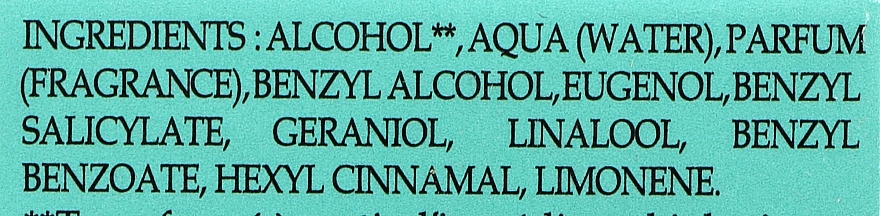 INGREDIENTS : ALCOHOL**, AQUA (WATER), PARFUM
(FRAGRANCE), BENZYL ALCOHOL, EUGENOL, BENZYL
SALICYLATE, GERANIOL, LINALOOL, BENZYL
BENZOATE, HEXYL CINNAMAL, LIMONENE.